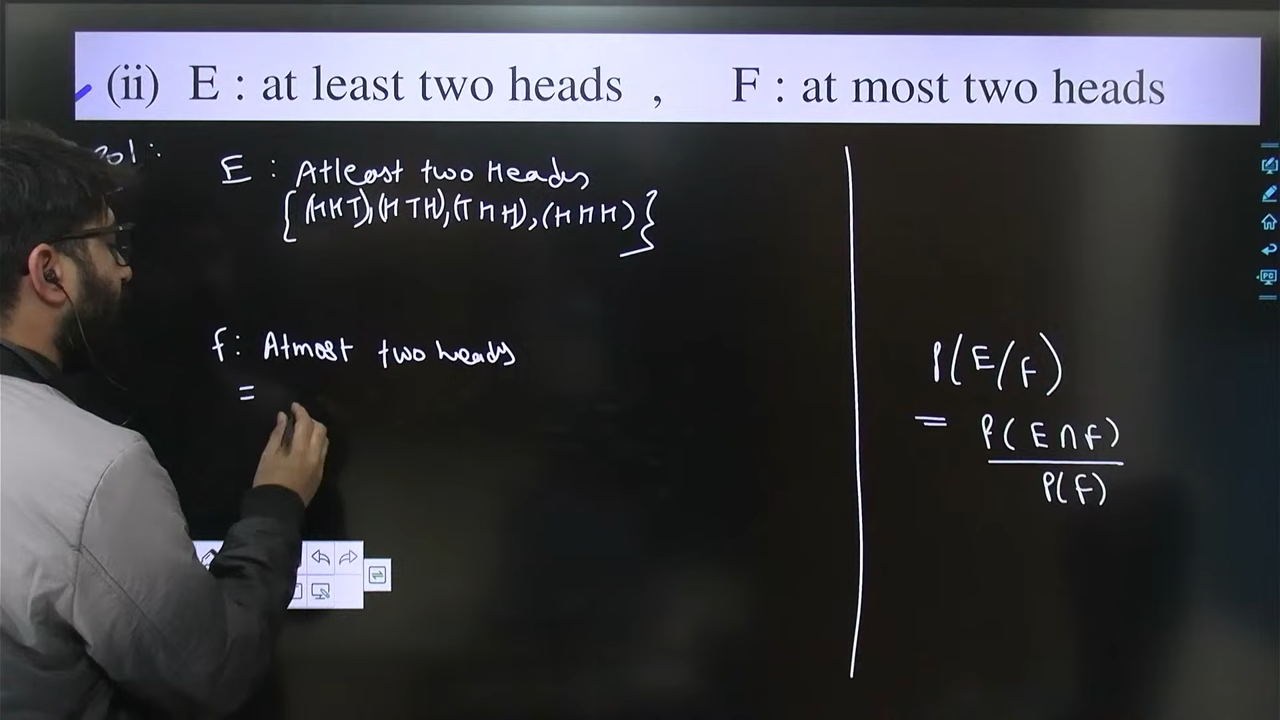 (ii) E : at least two heads , F : at most two heads
E : Atleast two Heads
{(HHT),(HTH),(THH),(HHH)}
f: Atmost two heads
=
P(E/F)
= P(E∩F)
P(F)
PC